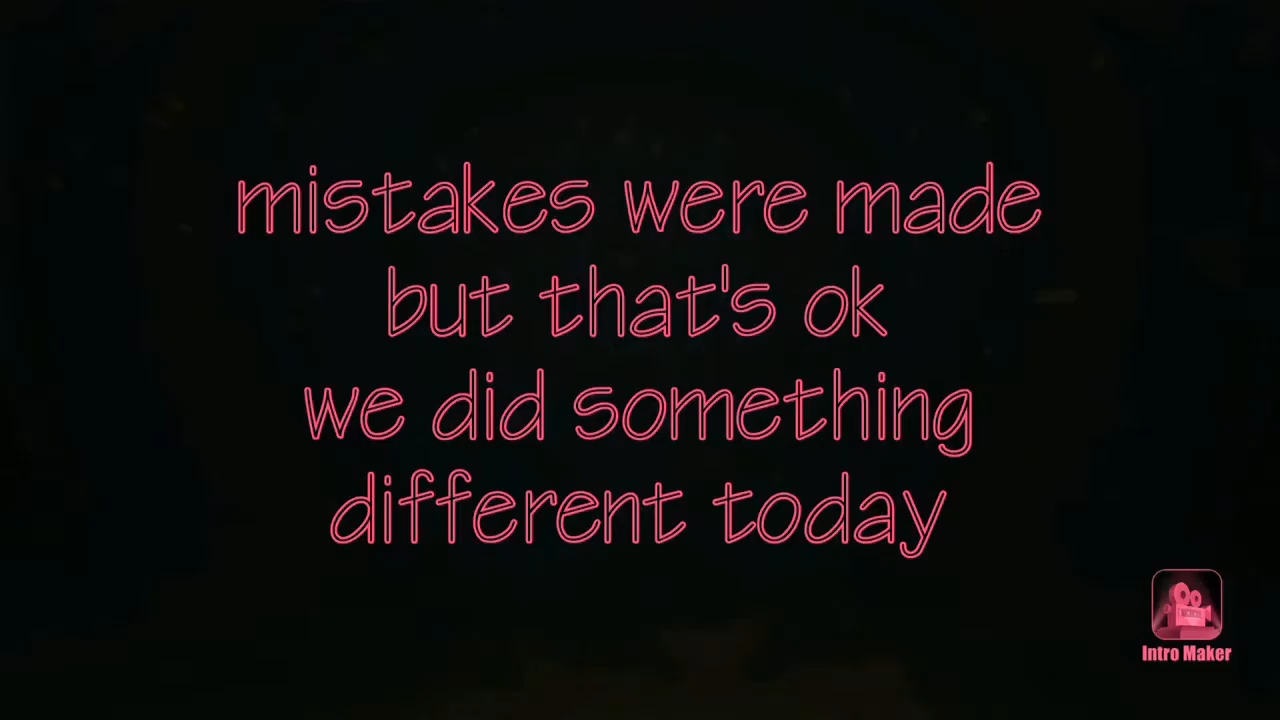 mistakes were made
but that's ok
we did something
different today
Intro Maker